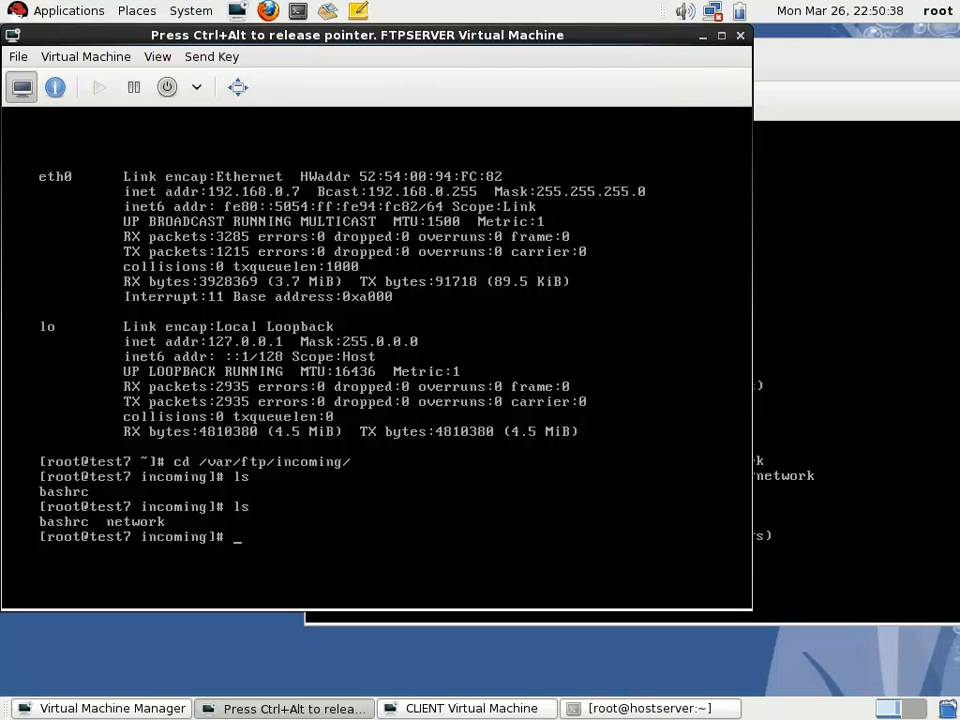 Applications Places System Mon Mar 26, 22:50:38 root
Press Ctrl+Alt to release pointer. FTPSERVER Virtual Machine
File Virtual Machine View Send Key
eth0 Link encap:Ethernet HWaddr 52:54:00:94:FC:82
inet addr:192.168.0.7 Bcast:192.168.0.255 Mask:255.255.255.0
inet6 addr: fe80::5054:ff:fe94:fc82/64 Scope:Link
UP BROADCAST RUNNING MULTICAST MTU:1500 Metric:1
RX packets:3285 errors:0 dropped:0 overruns:0 frame:0
TX packets:1215 errors:0 dropped:0 overruns:0 carrier:0
collisions:0 txqueuelen:1000
RX bytes:3928369 (3.7 MiB) TX bytes:91718 (89.5 KiB)
Interrupt:11 Base address:0xa000
lo Link encap:Local Loopback
inet addr:127.0.0.1 Mask:255.0.0.0
inet6 addr: ::1/128 Scope:Host
UP LOOPBACK RUNNING MTU:16436 Metric:1
RX packets:2935 errors:0 dropped:0 overruns:0 frame:0
TX packets:2935 errors:0 dropped:0 overruns:0 carrier:0
collisions:0 txqueuelen:0
RX bytes:4810380 (4.5 MiB) TX bytes:4810380 (4.5 MiB)
[root@test7 ~]# cd /var/ftp/incoming/
[root@test7 incoming]# ls
bashrc
[root@test7 incoming]# ls
bashrc network
[root@test7 incoming]# _
network
Virtual Machine Manager
Press Ctrl+Alt to relea...
CLIENT Virtual Machine
[root@hostserver:~]